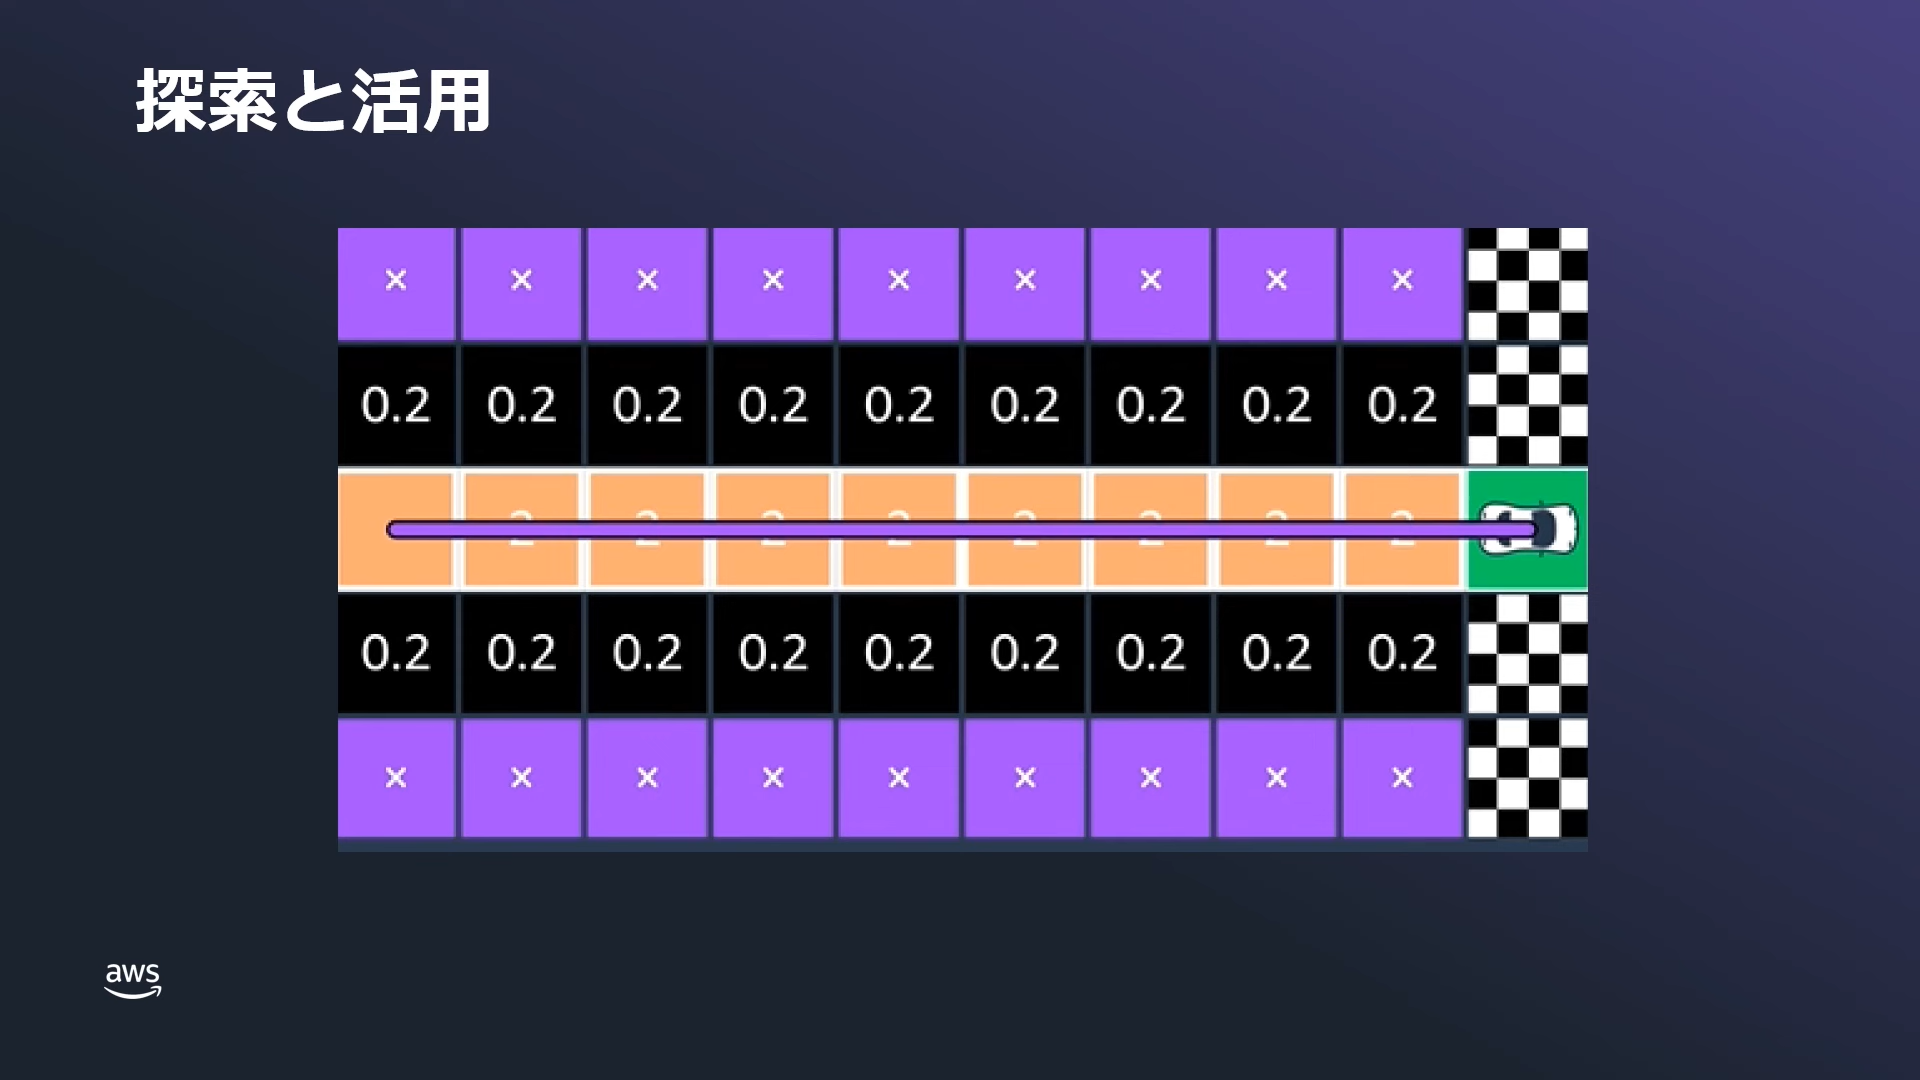 探索と活用
× × × × × × × × ×
0.2 0.2 0.2 0.2 0.2 0.2 0.2 0.2 0.2
2 2 2 2 2 2 2 2
0.2 0.2 0.2 0.2 0.2 0.2 0.2 0.2 0.2
× × × × × × × × ×
aws